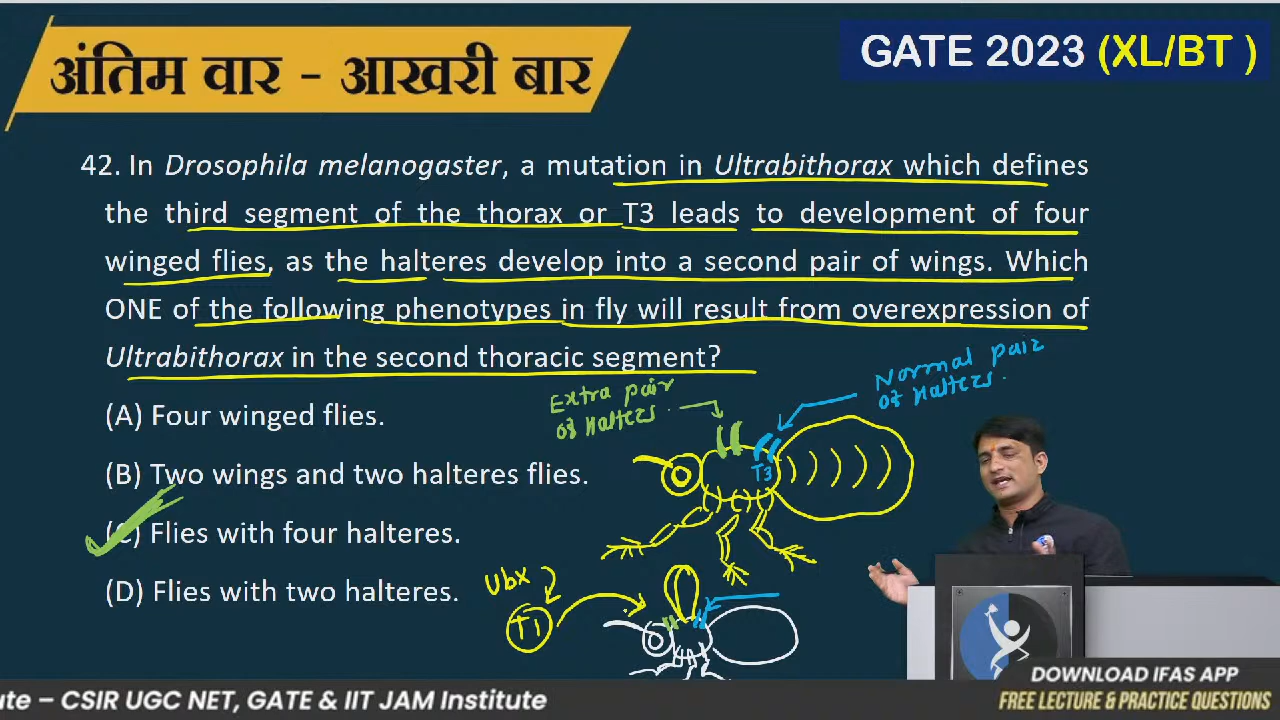 अंतिम वार - आखरी बार
GATE 2023 (XL/BT )
42. In Drosophila melanogaster, a mutation in Ultrabithorax which defines
the third segment of the thorax or T3 leads to development of four
winged flies, as the halteres develop into a second pair of wings. Which
ONE of the following phenotypes in fly will result from overexpression of
Ultrabithorax in the second thoracic segment?
(A) Four winged flies.
(B) Two wings and two halteres flies.
(C) Flies with four halteres.
(D) Flies with two halteres.
Extra pair
of Halters
Normal pair
of Halters
T3
Ubx
T1
DOWNLOAD IFAS APP
FREE LECTURE & PRACTICE QUESTIONS
ute – CSIR UGC NET, GATE & IIT JAM Institute